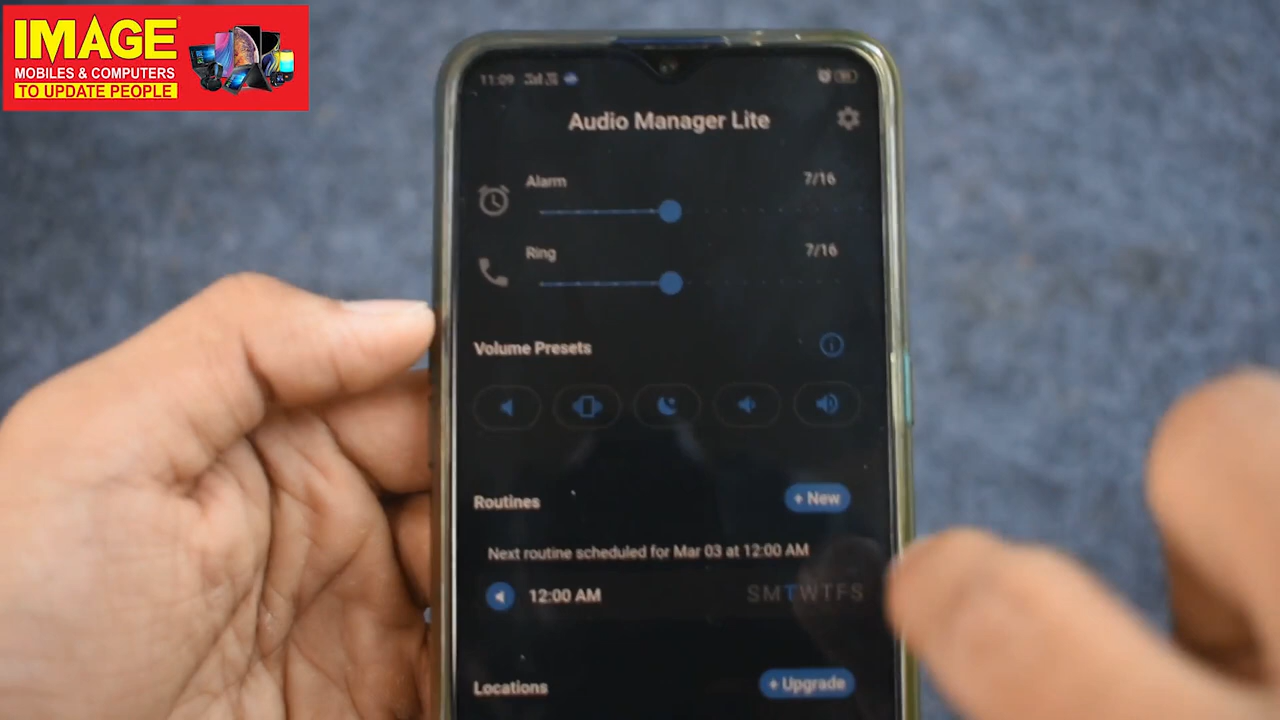 IMAGE
MOBILES & COMPUTERS
TO UPDATE PEOPLE
11:09
Audio Manager Lite
Alarm 7/16
Ring 7/16
Volume Presets
Routines + New
Next routine scheduled for Mar 03 at 12:00 AM
12:00 AM SMTWTFS
Locations + Upgrade